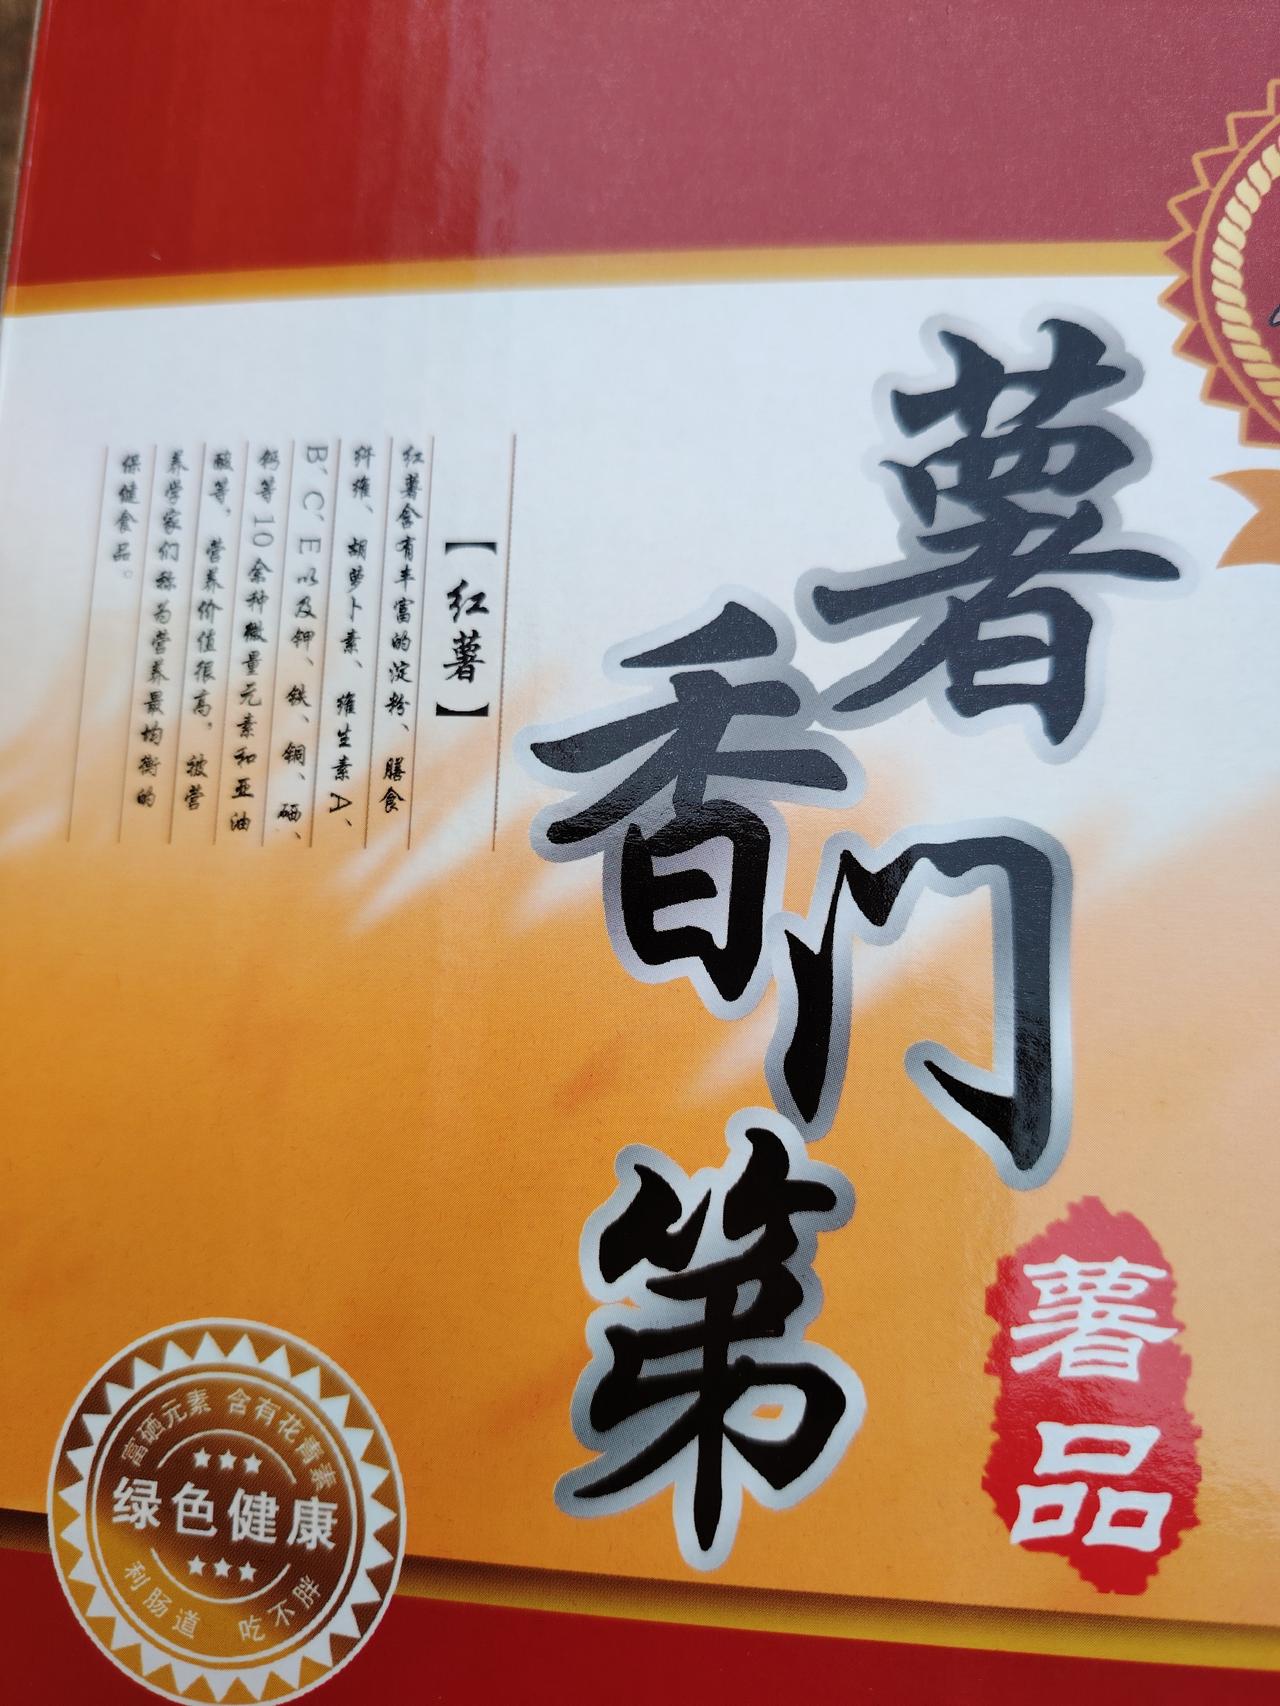 薯香门第
薯品
【红薯】
红薯含有丰富的淀粉、膳食
纤维、胡萝卜素、维生素A、
B、C、E以及钾、铁、铜、硒、
钙等10余种微量元素和亚油
酸等，营养价值很高，被营
养学家们称为营养最均衡的
保健食品。
富硒元素 含有花青素
绿色健康
利肠道 吃不胖